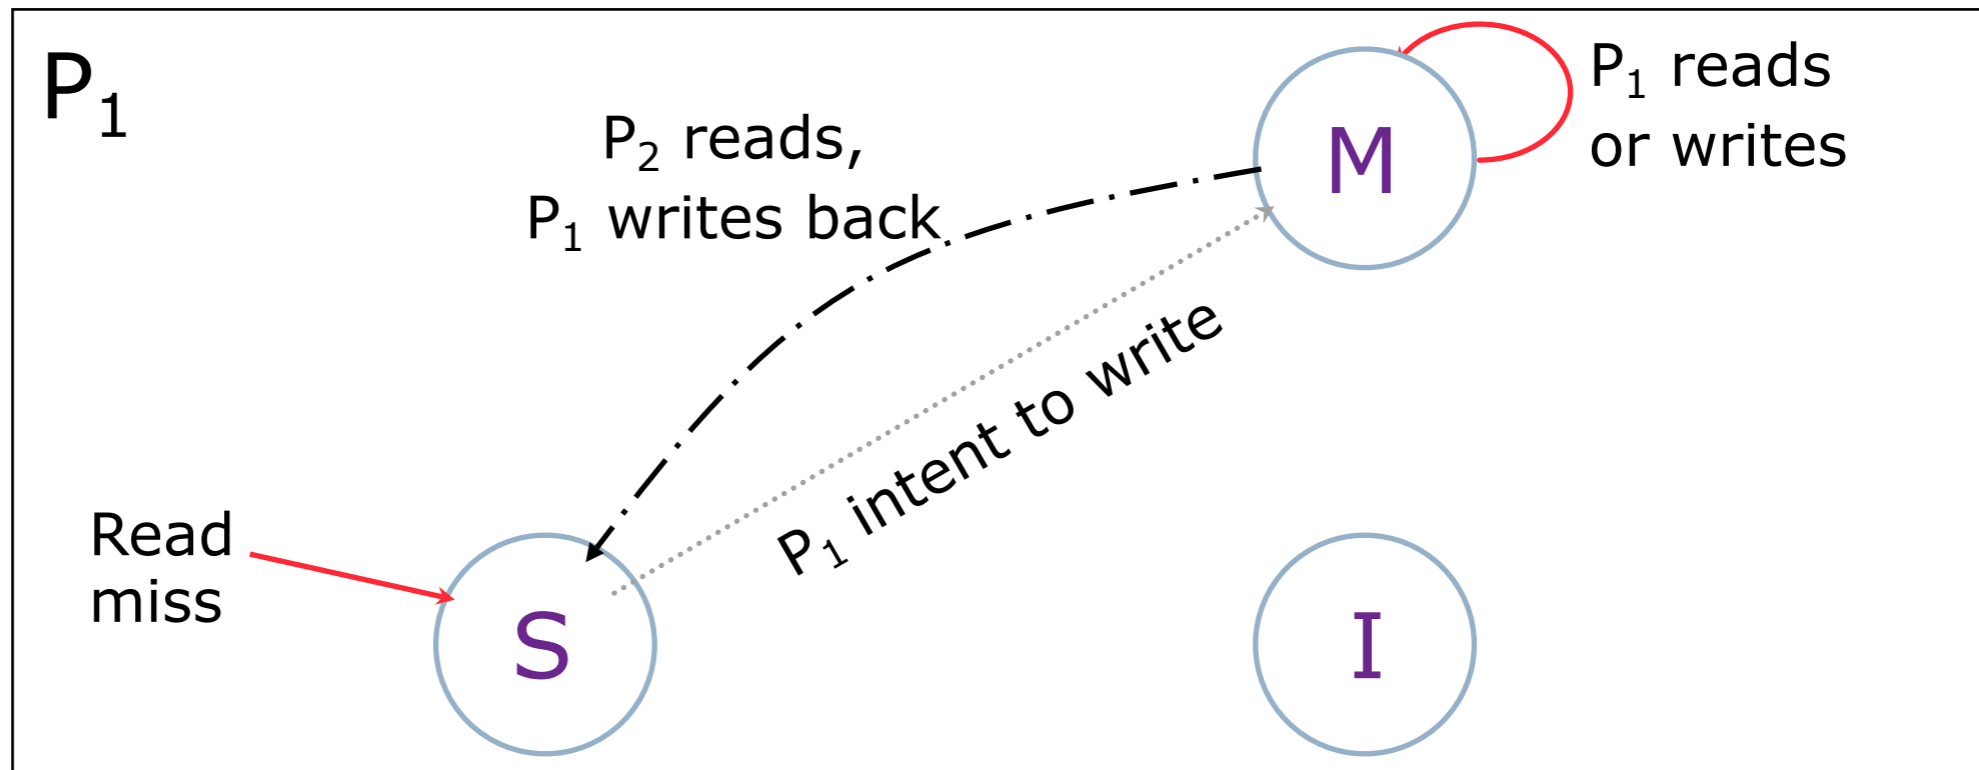 P₁
P₂ reads,
P₁ writes back
M
P₁ reads
or writes
P₁ intent to write
Read
miss
S
I